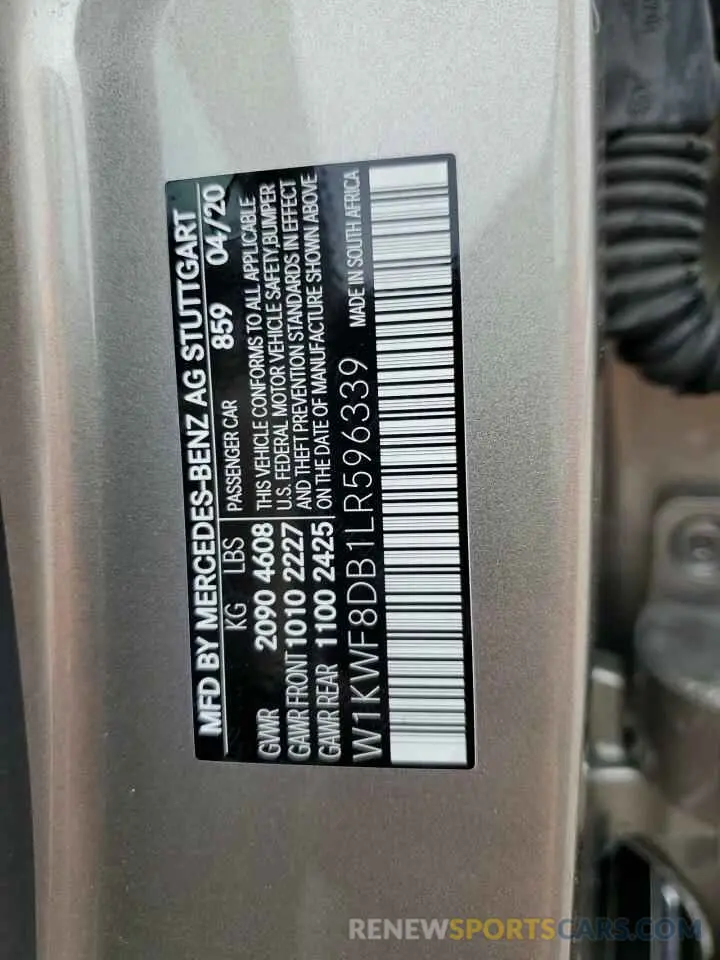 MFD BY MERCEDES-BENZ AG STUTTGART
KG LBS PASSENGER CAR 859 04/20
GWR 2090 4608 THIS VEHICLE CONFORMS TO ALL APPLICABLE
GAWR FRONT 1010 2227 U.S. FEDERAL MOTOR VEHICLE SAFETY, BUMPER
GAWR REAR 1100 2425 AND THEFT PREVENTION STANDARDS IN EFFECT
ON THE DATE OF MANUFACTURE SHOWN ABOVE
W1KWF8DB1LR596339 MADE IN SOUTH AFRICA
RENEWSPORTSCARS.COM